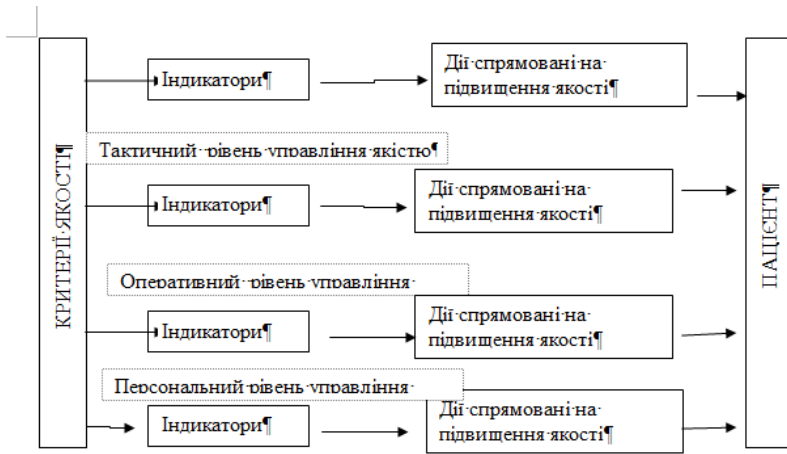 КРИТЕРІЇ ЯКОСТІ¶
Індикатори¶
Дії спрямовані на
підвищення якості¶
Тактичний рівень управління якістю¶
Індикатори¶
Дії спрямовані на
підвищення якості¶
Оперативний рівень управління
Індикатори¶
Дії спрямовані на
підвищення якості¶
Персональний рівень управління
Індикатори¶
Дії спрямовані на
підвищення якості¶
ПАЦІЄНТ¶